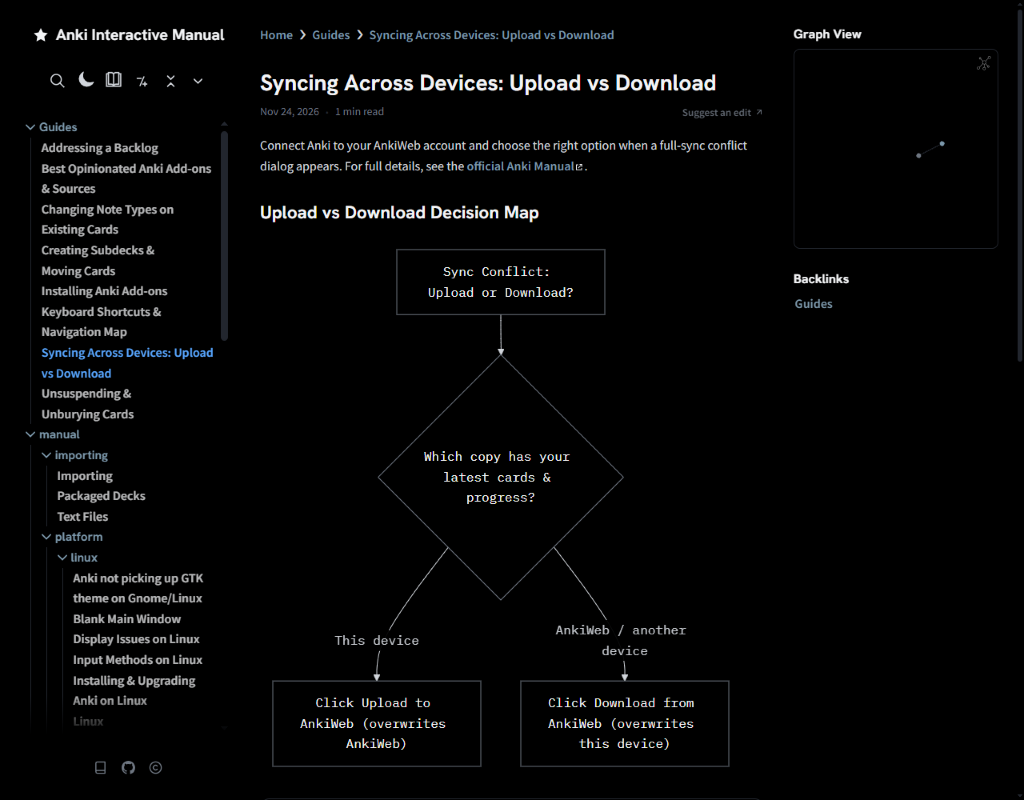 Anki Interactive Manual
Guides
Addressing a Backlog
Best Opinionated Anki Add-ons
& Sources
Changing Note Types on
Existing Cards
Creating Subdecks &
Moving Cards
Installing Anki Add-ons
Keyboard Shortcuts &
Navigation Map
Syncing Across Devices: Upload
vs Download
Unsuspending &
Unburying Cards
manual
importing
Importing
Packaged Decks
Text Files
platform
linux
Anki not picking up GTK
theme on Gnome/Linux
Blank Main Window
Display Issues on Linux
Input Methods on Linux
Installing & Upgrading
Anki on Linux
Linux
Home > Guides > Syncing Across Devices: Upload vs Download
Syncing Across Devices: Upload vs Download
Nov 24, 2026 · 1 min read
Suggest an edit ↗
Connect Anki to your AnkiWeb account and choose the right option when a full-sync conflict
dialog appears. For full details, see the official Anki Manual.
Upload vs Download Decision Map
Sync Conflict:
Upload or Download?
Which copy has your
latest cards &
progress?
This device
AnkiWeb / another
device
Click Upload to
AnkiWeb (overwrites
AnkiWeb)
Click Download from
AnkiWeb (overwrites
this device)
Graph View
Backlinks
Guides